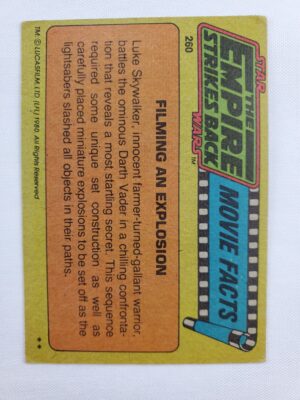 STAR
THE
EMPIRE
STRIKES BACK
WARS™
MOVIE FACTS
260
FILMING AN EXPLOSION
Luke Skywalker, innocent farmer-turned-gallant warrior,
battles the ominous Darth Vader in a chilling confronta-
tion that reveals a most startling secret. This sequence
required some unique set construction as well as
carefully placed miniature explosions to be set off as the
lightsabers slashed all objects in their paths.
TM: © LUCASFILM LTD. (LFL) 1980. All Rights Reserved
**